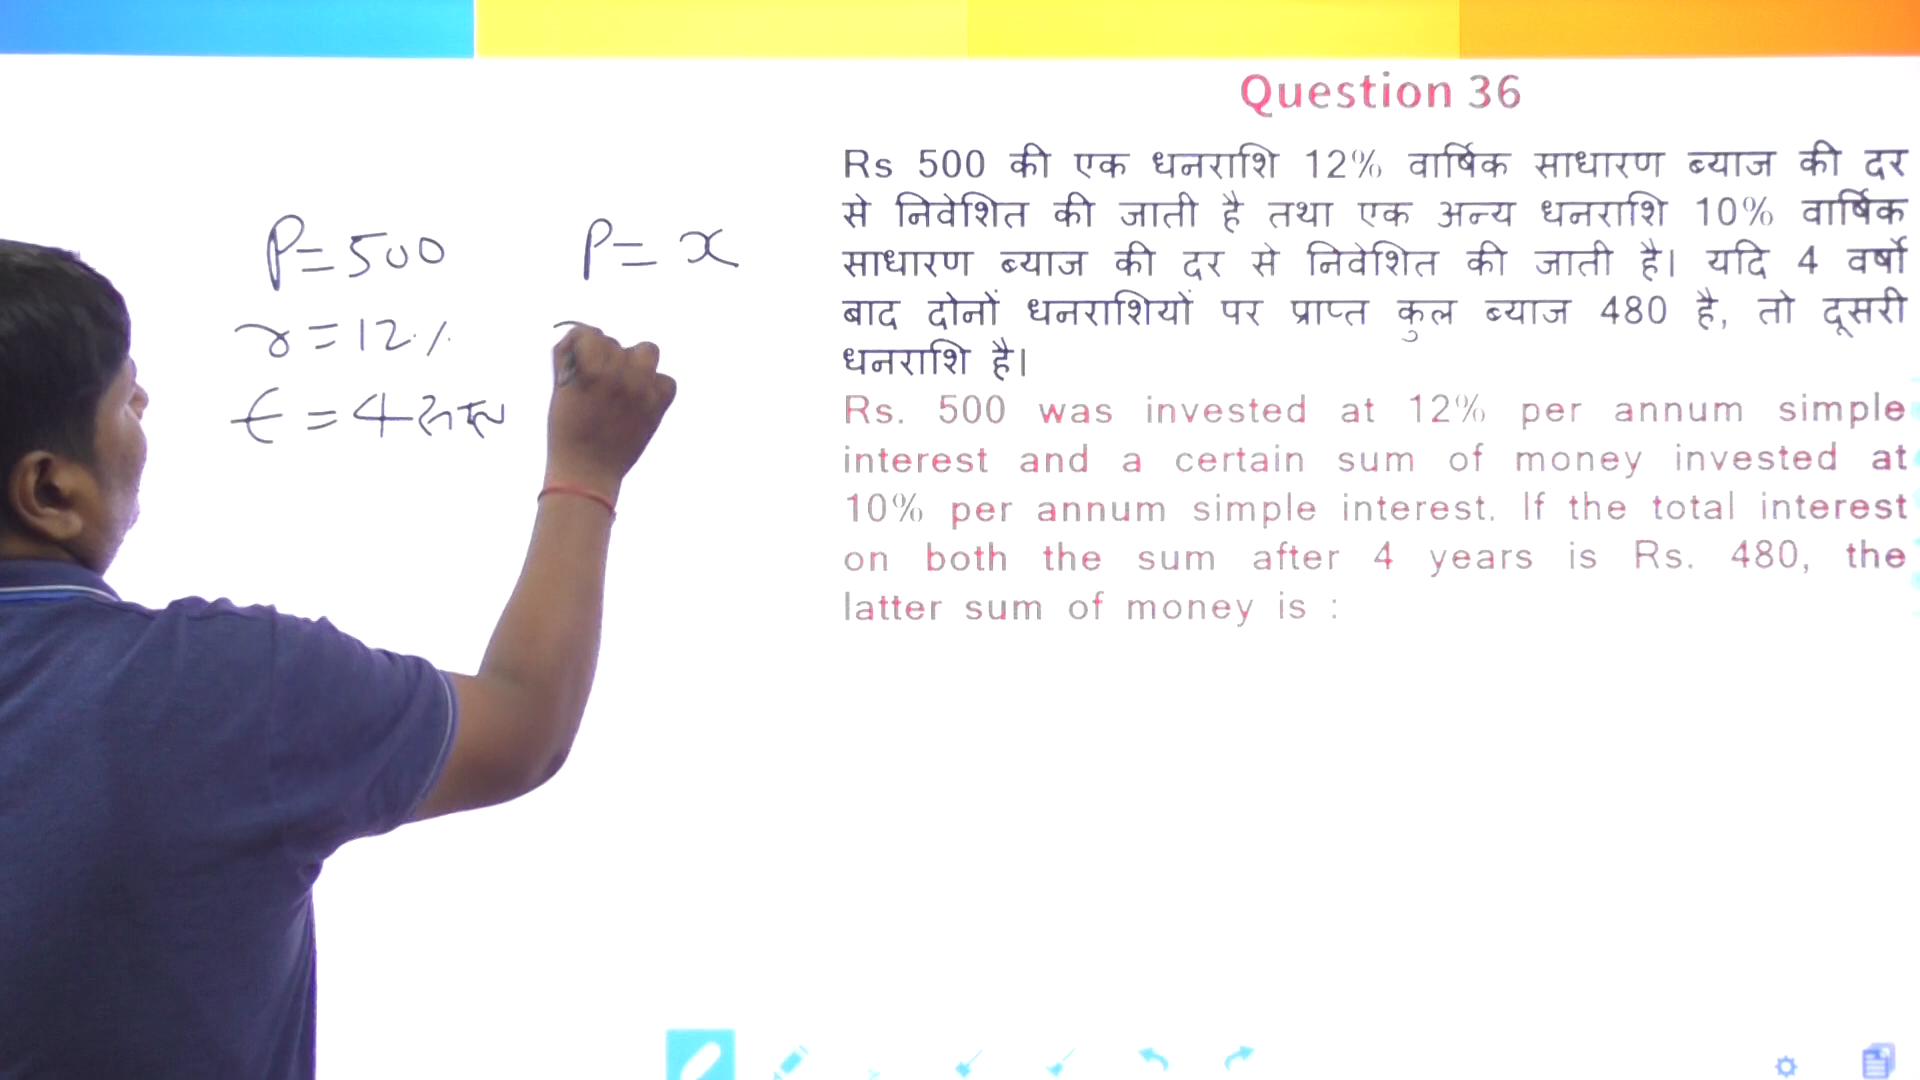 Question 36
Rs 500 की एक धनराशि 12% वार्षिक साधारण ब्याज की दर
से निवेशित की जाती है तथा एक अन्य धनराशि 10% वार्षिक
साधारण ब्याज की दर से निवेशित की जाती है। यदि 4 वर्षों
बाद दोनों धनराशियों पर प्राप्त कुल ब्याज 480 है, तो दूसरी
धनराशि है।
Rs. 500 was invested at 12% per annum simple
interest and a certain sum of money invested at
10% per annum simple interest. If the total interest
on both the sum after 4 years is Rs. 480, the
latter sum of money is :
P=500 P= x
r=12%
t=4साल